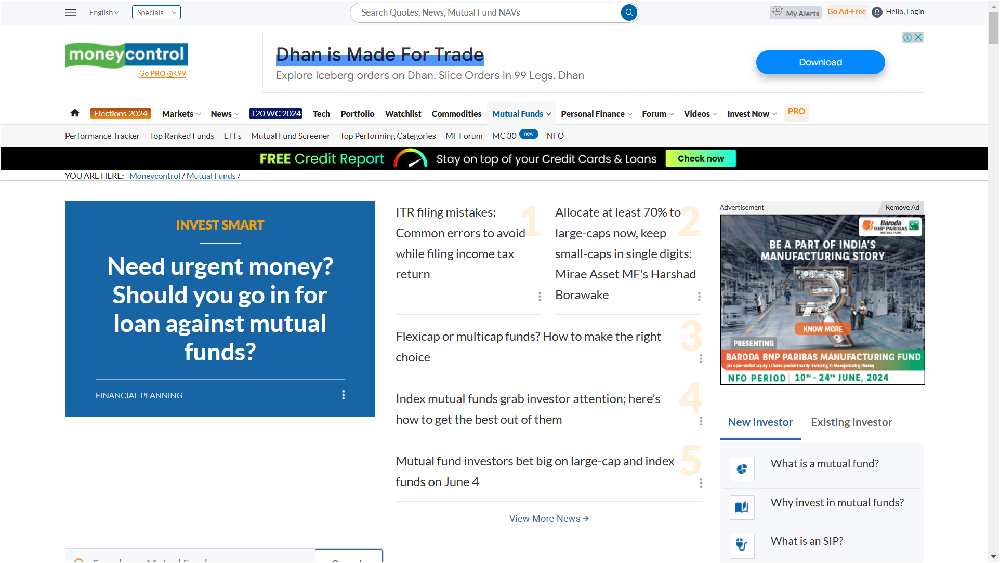 English
Specials
Search Quotes, News, Mutual Fund NAVs
My Alerts
Go Ad-Free
Hello, Login
moneycontrol
Go PRO @₹99
Dhan is Made For Trade
Explore Iceberg orders on Dhan. Slice Orders In 99 Legs. Dhan
Download
Elections 2024
Markets
News
T20 WC 2024
Tech
Portfolio
Watchlist
Commodities
Mutual Funds
Personal Finance
Forum
Videos
Invest Now
PRO
Performance Tracker
Top Ranked Funds
ETFs
Mutual Fund Screener
Top Performing Categories
MF Forum
MC 30
new
NFO
FREE Credit Report
Stay on top of your Credit Cards & Loans
Check now
YOU ARE HERE: Moneycontrol / Mutual Funds /
INVEST SMART
Need urgent money?
Should you go in for
loan against mutual
funds?
FINANCIAL-PLANNING
1
ITR filing mistakes:
Common errors to avoid
while filing income tax
return
2
Allocate at least 70% to
large-caps now, keep
small-caps in single digits:
Mirae Asset MF's Harshad
Borawake
3
Flexicap or multicap funds? How to make the right
choice
4
Index mutual funds grab investor attention; here’s
how to get the best out of them
5
Mutual fund investors bet big on large-cap and index
funds on June 4
View More News
Advertisement
Remove Ad
Baroda
BNP PARIBAS
MUTUAL FUND
BE A PART OF INDIA'S
MANUFACTURING STORY
KNOW MORE
PRESENTING
BARODA BNP PARIBAS MANUFACTURING FUND
(An open-ended equity scheme predominantly investing in Manufacturing theme)
NFO PERIOD
10TH - 24TH JUNE, 2024
New Investor
Existing Investor
What is a mutual fund?
Why invest in mutual funds?
What is an SIP?